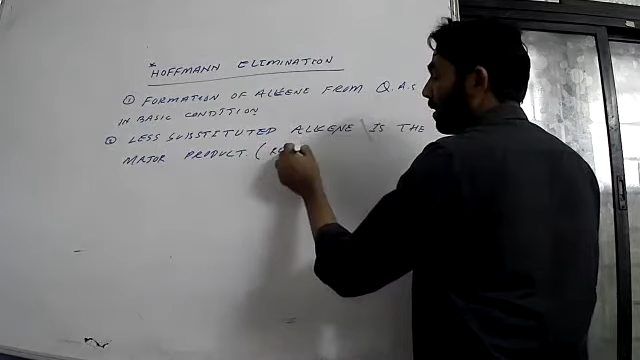 * HOFFMANN ELIMINATION
① FORMATION OF ALKENE FROM Q.A.S
IN BASIC CONDITION
② LESS SUBSTITUTED ALKENE IS THE
MAJOR PRODUCT. (